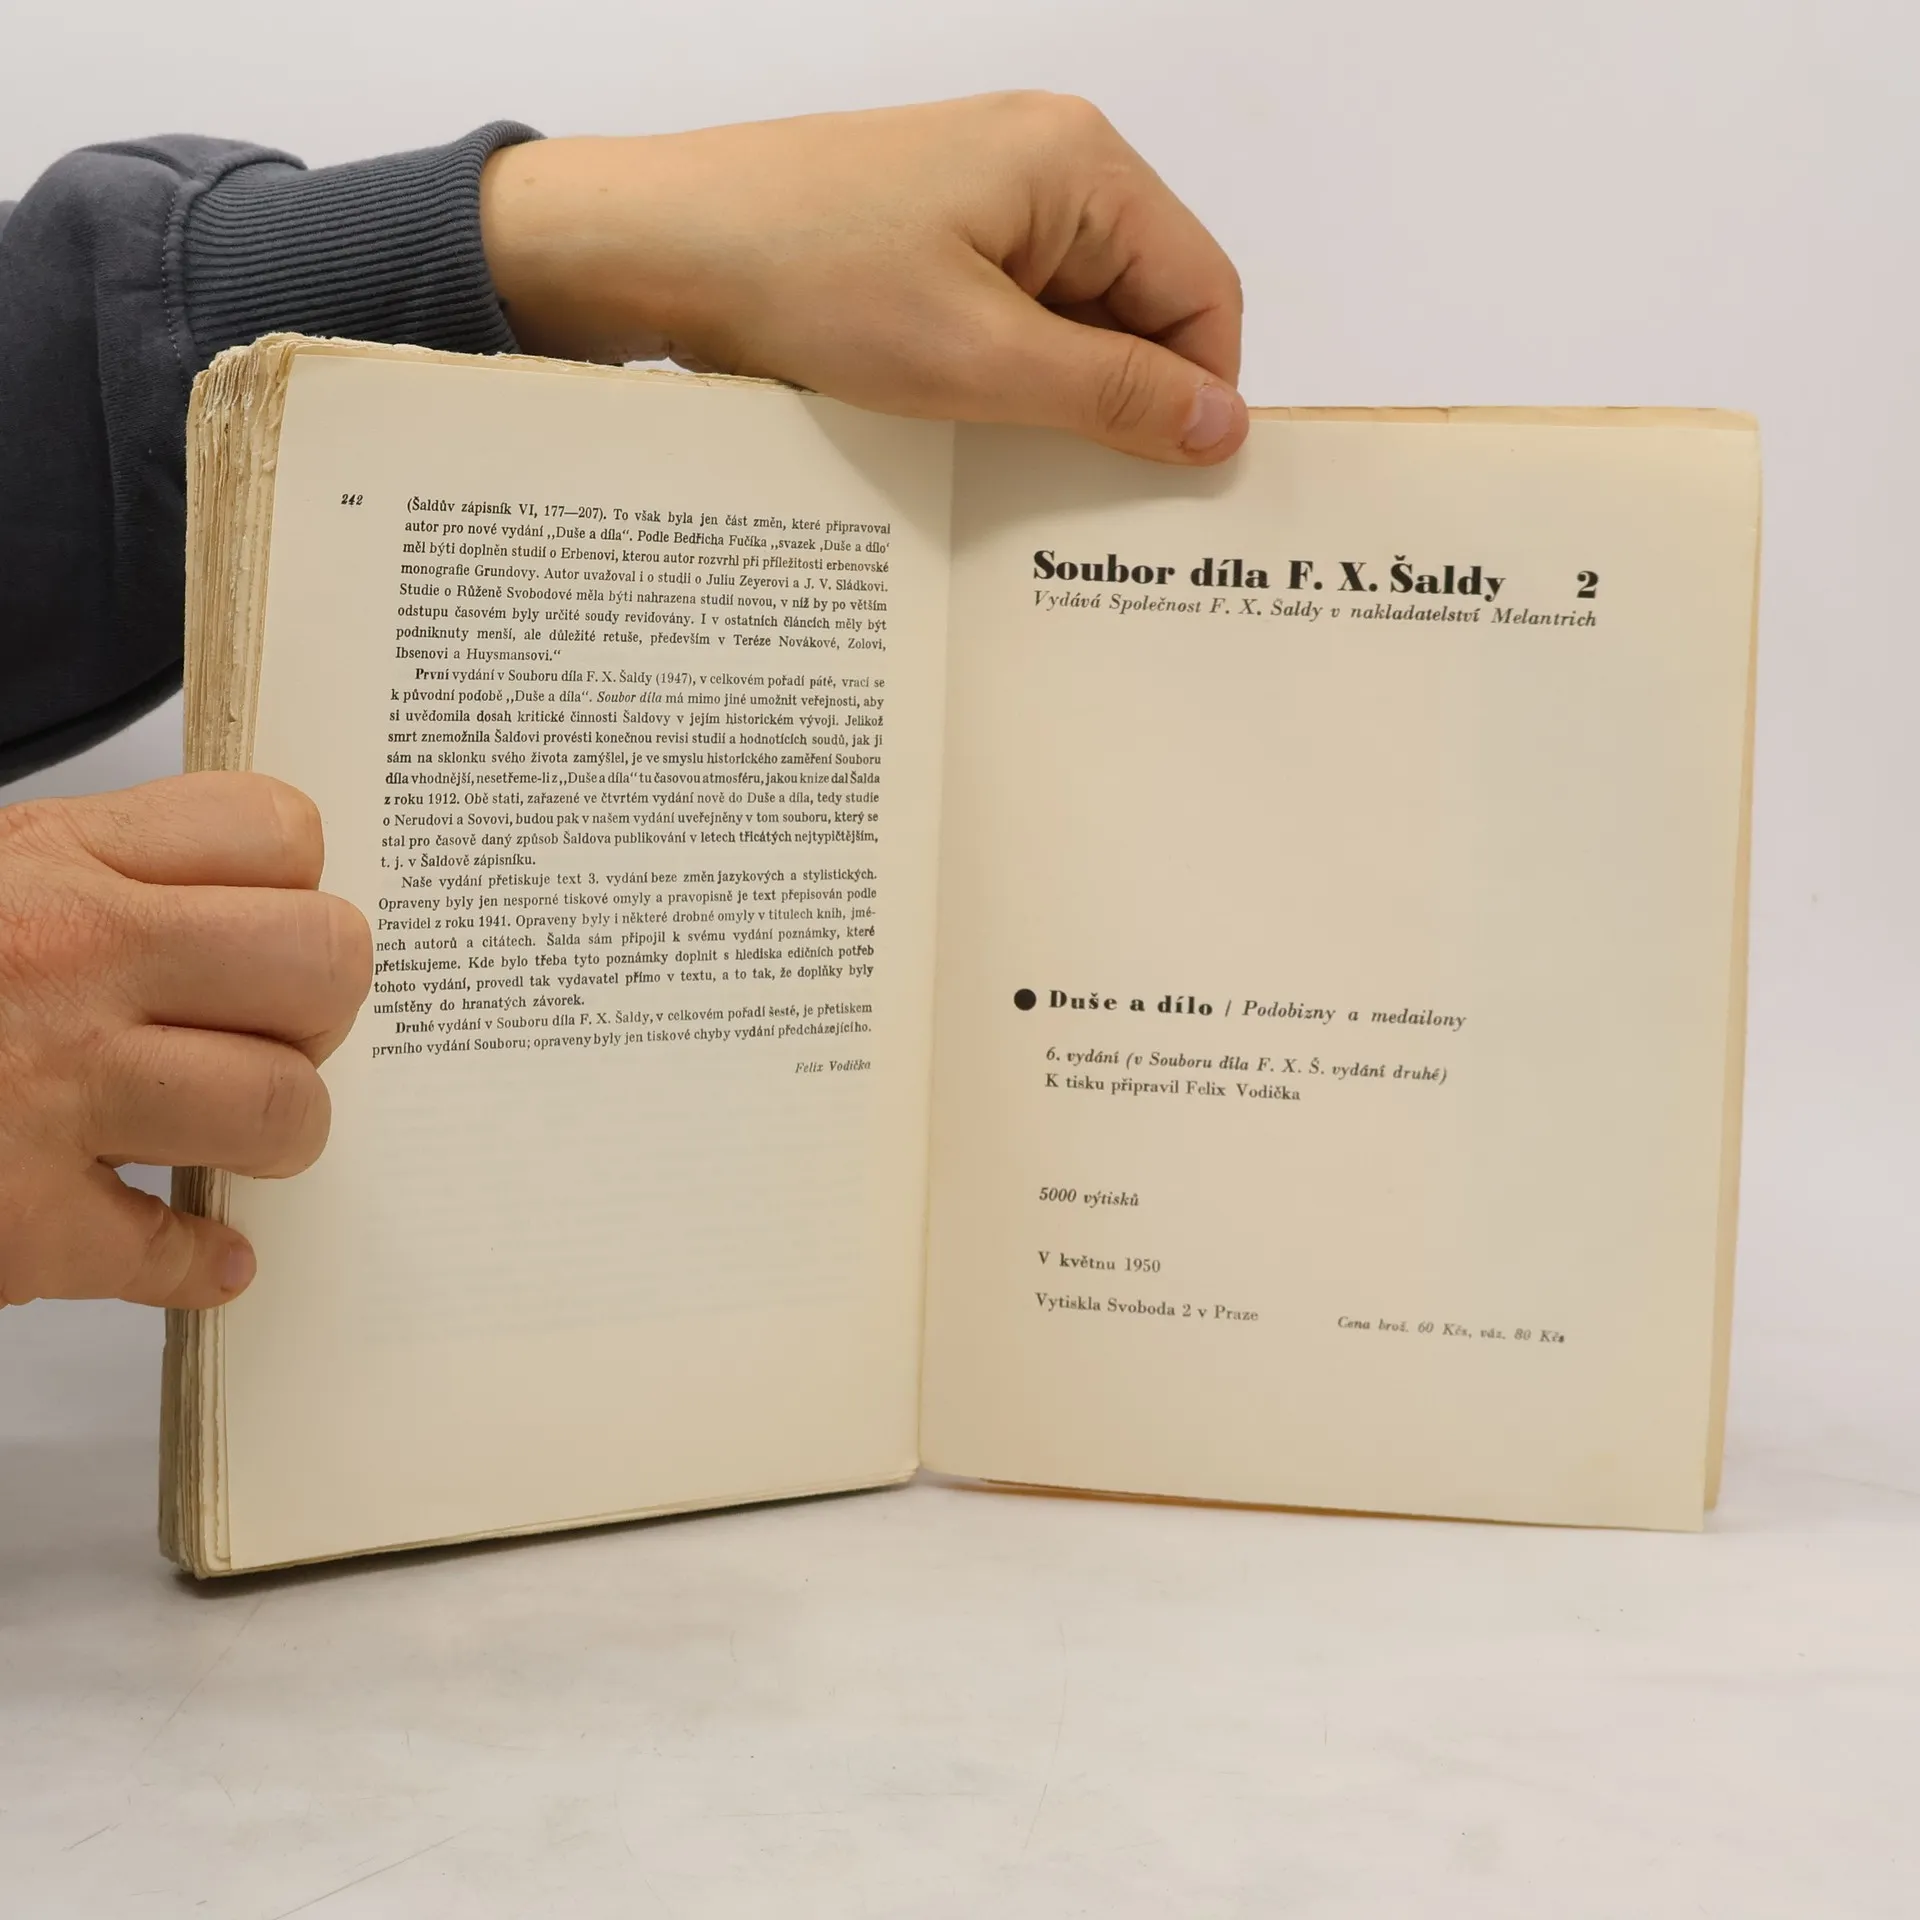 242
(Šaldův zápisník VI, 177—207). To však byla jen část změn, které připravoval
autor pro nové vydání „Duše a díla“. Podle Bedřicha Fučíka „svazek ‚Duše a dílo‘
měl býti doplněn studií o Erbenovi, kterou autor rozvrhl při příležitosti erbenovské
monografie Grundovy. Autor uvažoval i o studii o Juliu Zeyerovi a J. V. Sládkovi.
Studie o Růženě Svobodové měla býti nahrazena studií novou, v níž by po větším
odstupu časovém byly určité soudy revidovány. I v ostatních článcích měly být
podniknuty menší, ale důležité retuše, především v Teréze Novákové, Zolovi,
Ibsenovi a Huysmansovi.“
První vydání v Souboru díla F. X. Šaldy (1947), v celkovém pořadí páté, vrací se
k původní podobě „Duše a díla“. Soubor díla má mimo jiné umožnit veřejnosti, aby
si uvědomila dosah kritické činnosti Šaldovy v jejím historickém vývoji. Jelikož
smrt znemožnila Šaldovi provésti konečnou revisi studií a hodnotících soudů, jak ji
sám na sklonku svého života zamýšlel, je ve smyslu historického zaměření Souboru
díla vhodnější, nesetřeme-li z „Duše a díla“ tu časovou atmosféru, jakou knize dal Šalda
z roku 1912. Obě stati, zařazené ve čtvrtém vydání nově do Duše a díla, tedy studie
o Nerudovi a Sovovi, budou pak v našem vydání uveřejněny v tom souboru, který se
stal pro časově daný způsob Šaldova publikování v letech třicátých nejtypičtějším,
t. j. v Šaldově zápisníku.
Naše vydání přetiskuje text 3. vydání beze změn jazykových a stylistických.
Opraveny byly jen nesporné tiskové omyly a pravopisně je text přepisován podle
Pravidel z roku 1941. Opraveny byly i některé drobné omyly v titulech knih, jmé-
nech autorů a citátech. Šalda sám připojil k svému vydání poznámky, které
přetiskujeme. Kde bylo třeba tyto poznámky doplnit s hlediska edičních potřeb
tohoto vydání, provedl tak vydavatel přímo v textu, a to tak, že doplňky byly
umístěny do hranatých závorek.
Druhé vydání v Souboru díla F. X. Šaldy, v celkovém pořadí šesté, je přetiskem
prvního vydání Souboru; opraveny byly jen tiskové chyby vydání předcházejícího.
Felix Vodička
Soubor díla F. X. Šaldy 2
Vydává Společnost F. X. Šaldy v nakladatelství Melantrich
● Duše a dílo / Podobizny a medailony
6. vydání (v Souboru díla F. X. Š. vydání druhé)
K tisku připravil Felix Vodička
5000 výtisků
V květnu 1950
Vytiskla Svoboda 2 v Praze
Cena brož. 60 Kčs, váz. 80 Kčs